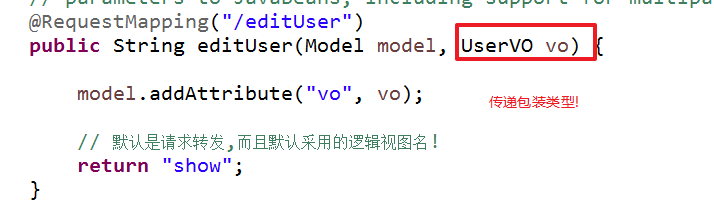 // parameters to JavaBeans, including support for multipa
@RequestMapping("/editUser")
public String editUser(Model model, UserVO vo) {
model.addAttribute("vo", vo);
传递包装类型!
// 默认是请求转发,而且默认采用的逻辑视图名!
return "show";
}